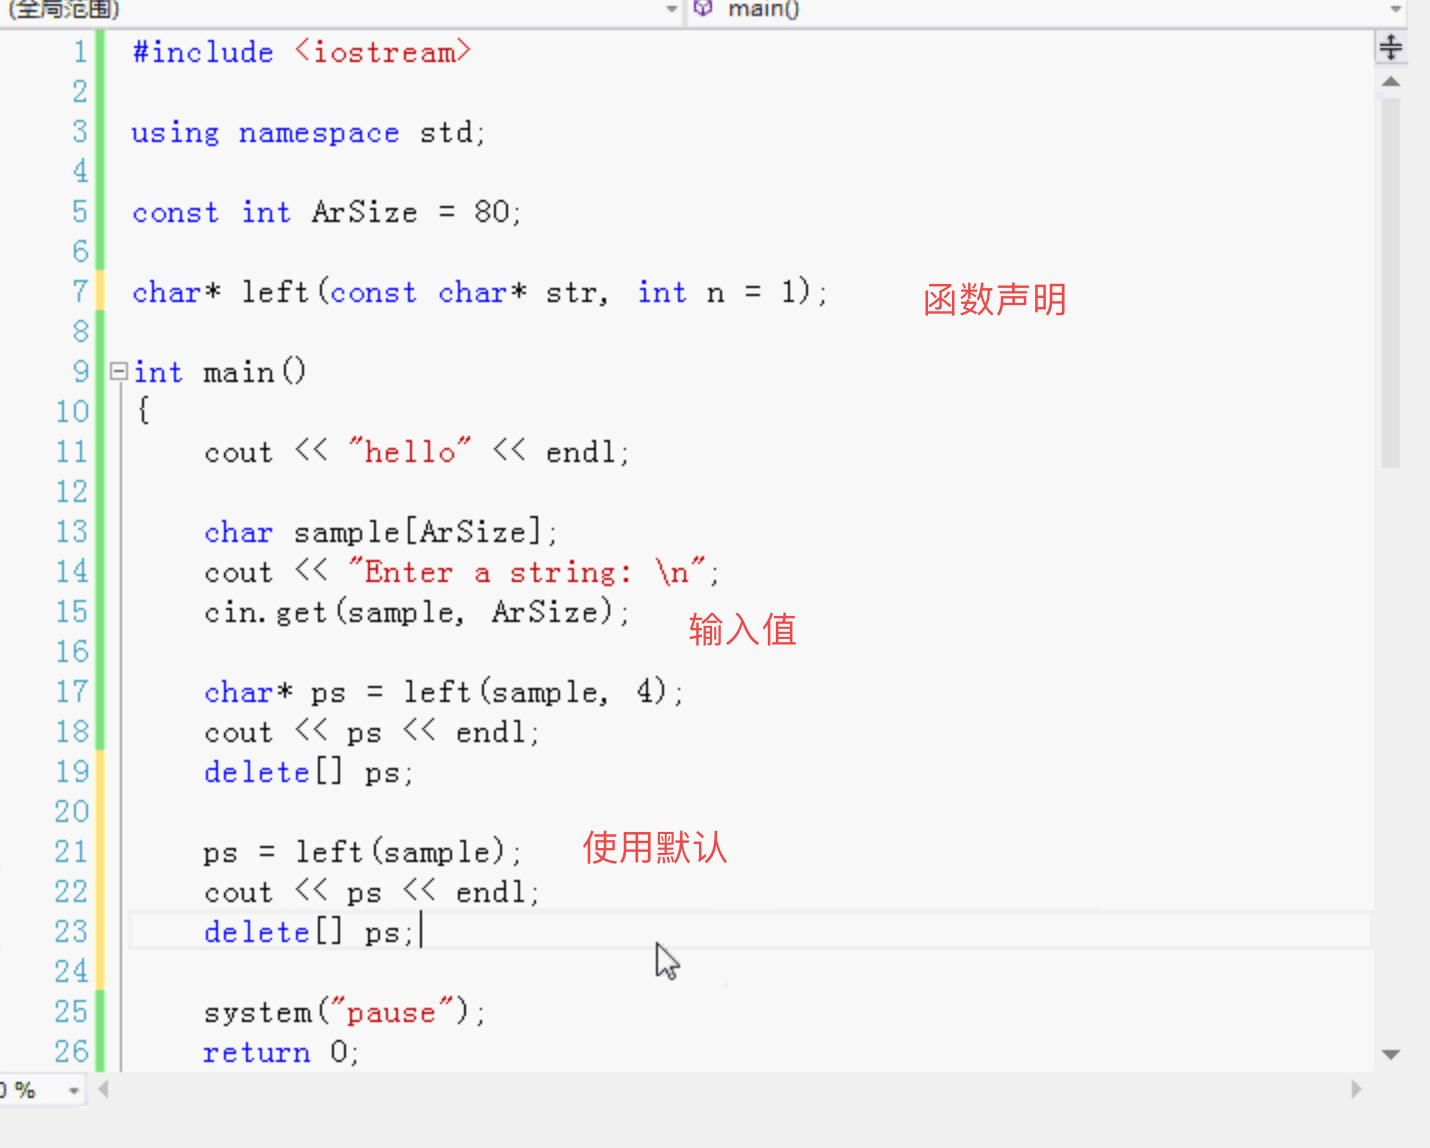 (全局范围) main()
1 #include <iostream>
2
3 using namespace std;
4
5 const int ArSize = 80;
6
7 char* left(const char* str, int n = 1); 函数声明
8
9 int main()
10 {
11 cout << "hello" << endl;
12
13 char sample[ArSize];
14 cout << "Enter a string: \n";
15 cin.get(sample, ArSize); 输入值
16
17 char* ps = left(sample, 4);
18 cout << ps << endl;
19 delete[] ps;
20
21 ps = left(sample); 使用默认
22 cout << ps << endl;
23 delete[] ps;
24
25 system("pause");
26 return 0;
0 %